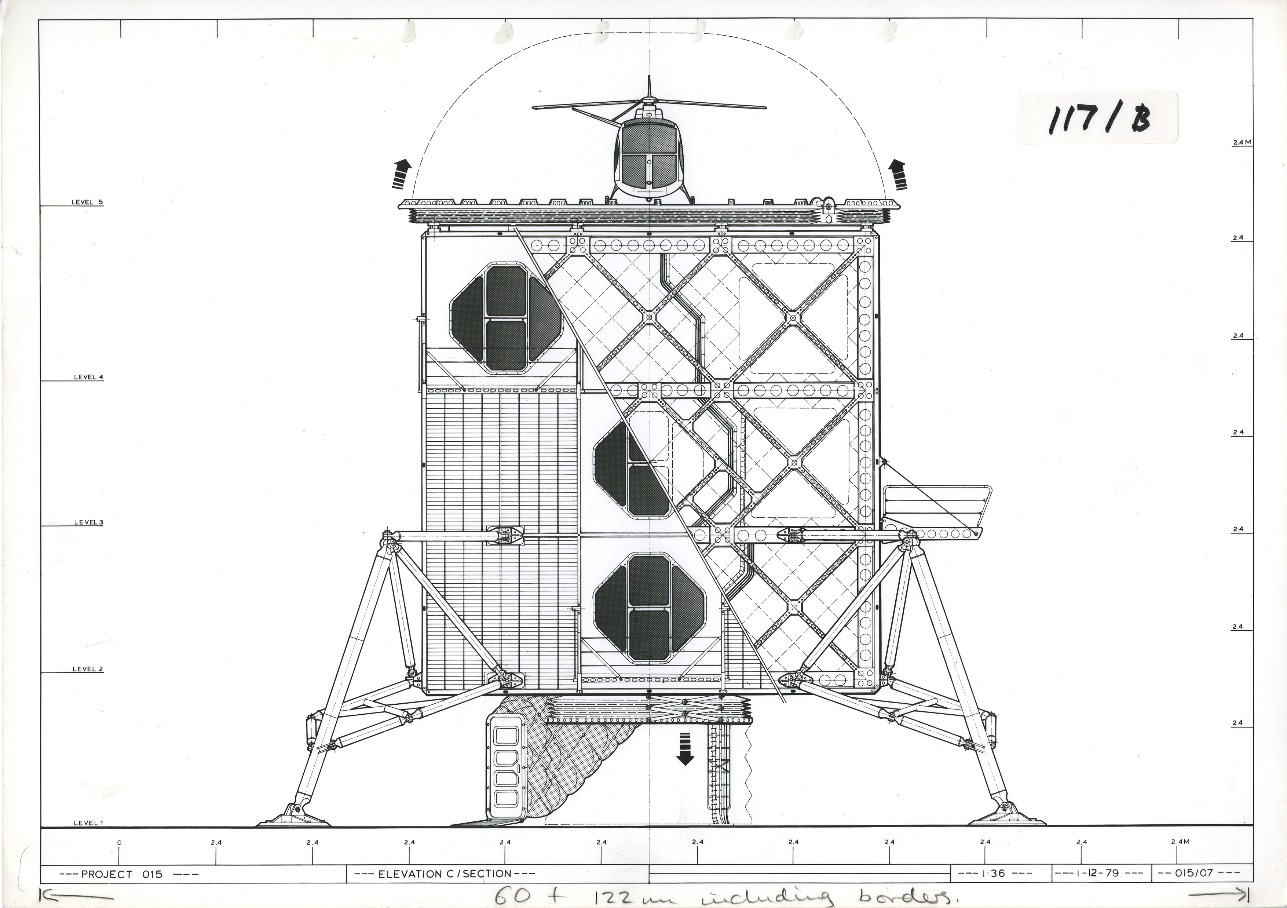 117/B
2.4M
LEVEL 5
2.4
2.4
LEVEL 4
2.4
LEVEL 3
2.4
2.4
LEVEL 2
2.4
LEVEL 1
0 2.4 2.4 2.4 2.4 2.4 2.4 2.4 2.4 2.4 2.4 2.4M
---PROJECT 015 --- --- ELEVATION C/SECTION--- ---1:36 --- ---1-12-79 --- ---015/07 ---
60 + 122mm including border.